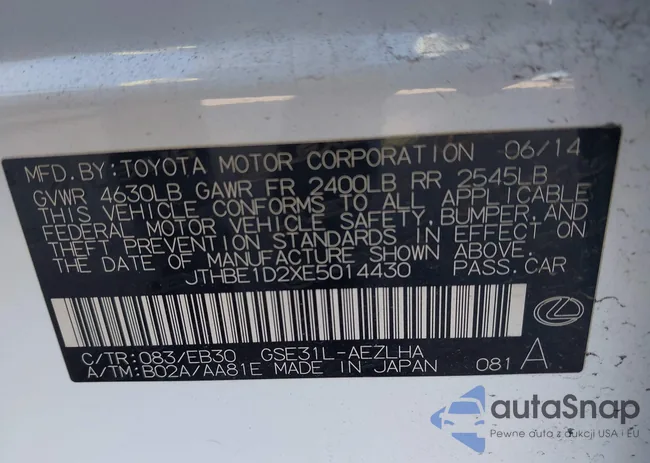 MFD. BY: TOYOTA MOTOR CORPORATION 06/14
GVWR 4630LB GAWR FR 2400LB RR 2545LB
THIS VEHICLE CONFORMS TO ALL APPLICABLE
FEDERAL MOTOR VEHICLE SAFETY, BUMPER, AND
THEFT PREVENTION STANDARDS IN EFFECT ON
THE DATE OF MANUFACTURE SHOWN ABOVE.
JTHBE1D2XE5014430 PASS. CAR
C/TR: 083/EB30 GSE31L-AEZLHA
A/TM: B02A/AA81E MADE IN JAPAN 081 A
autaSnap
Pewne auta z aukcji USA i EU